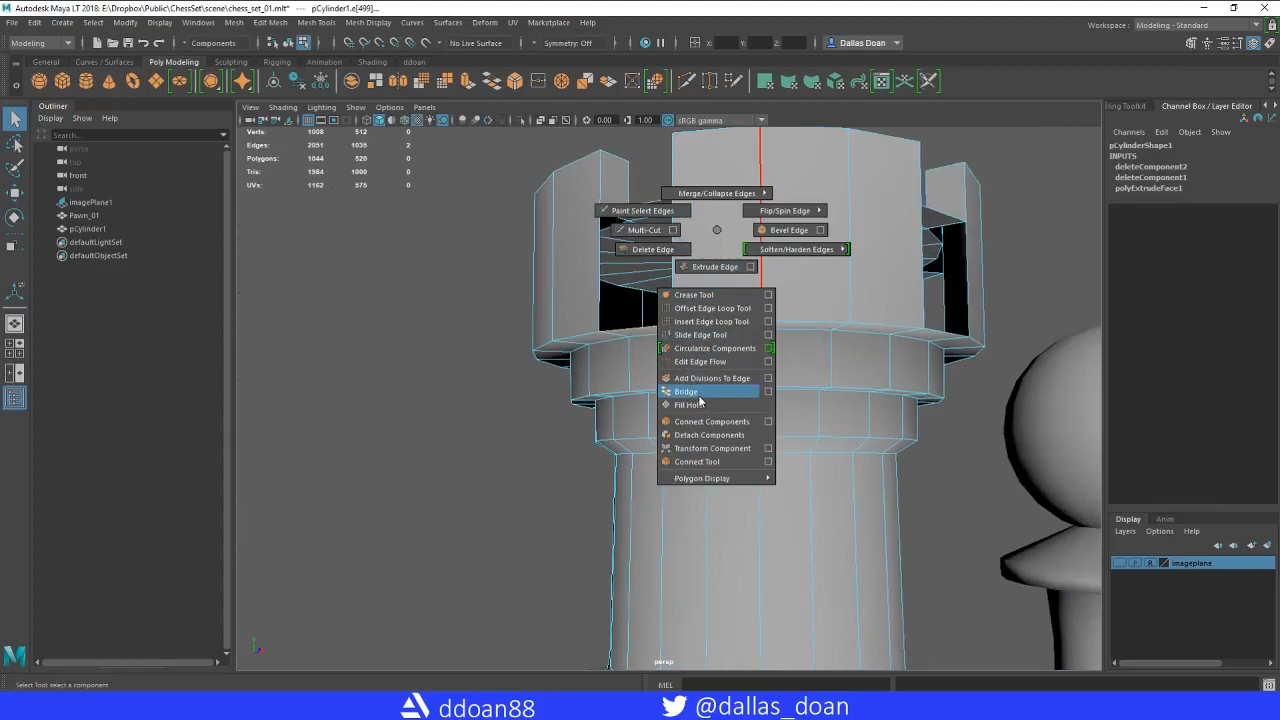 Autodesk Maya LT 2018: E:\Dropbox\Public\ChessSet\scene\chess_set_01.mlt* --- pCylinder1.e[499]...
File Edit Create Select Modify Display Windows Mesh Edit Mesh Mesh Tools Mesh Display Curves Surfaces Deform UV Marketplace Help
Workspace : Modeling - Standard
Modeling Components No Live Surface Symmetry: Off X: Y: Z: Dallas Doan
General Curves / Surfaces Poly Modeling Sculpting Rigging Animation Shading ddoan
Outliner
Display Show Help
Search...
persp
top
front
side
imagePlane1
Pawn_01
pCylinder1
defaultLightSet
defaultObjectSet
View Shading Lighting Show Options Panels
0.00 1.00 sRGB gamma
Verts: 1008 512 0
Edges: 2051 1035 2
Polygons: 1044 520 0
Tris: 1984 1000 0
UVs: 1162 575 0
Merge/Collapse Edges
Paint Select Edges
Flip/Spin Edge
Multi-Cut
Bevel Edge
Delete Edge
Soften/Harden Edges
Extrude Edge
Crease Tool
Offset Edge Loop Tool
Insert Edge Loop Tool
Slide Edge Tool
Circularize Components
Edit Edge Flow
Add Divisions To Edge
Bridge
Fill Hole
Connect Components
Detach Components
Transform Component
Connect Tool
Polygon Display
persp
ling Toolkit Channel Box / Layer Editor
Channels Edit Object Show
pCylinderShape1
INPUTS
deleteComponent2
deleteComponent1
polyExtrudeFace1
Display Anim
Layers Options Help
R imageplane
Select Tool: select a component
MEL
ddoan88 @dallas_doan